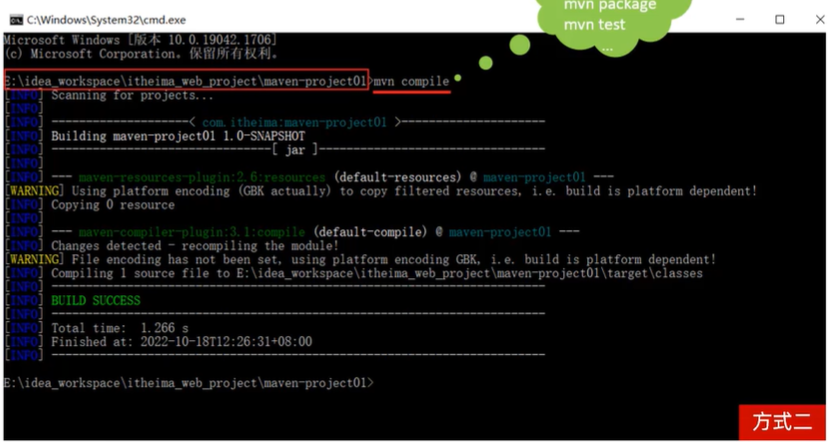 C:\Windows\System32\cmd.exe
mvn package
mvn test
...
Microsoft Windows [版本 10.0.19042.1706]
(c) Microsoft Corporation。保留所有权利。
E:\idea_workspace\itheima_web_project\maven-project01>mvn compile
[INFO] Scanning for projects...
[INFO]
[INFO] --------------------< com.itheima:maven-project01 >---------------------
[INFO] Building maven-project01 1.0-SNAPSHOT
[INFO] --------------------------------[ jar ]---------------------------------
[INFO]
[INFO] --- maven-resources-plugin:2.6:resources (default-resources) @ maven-project01 ---
[WARNING] Using platform encoding (GBK actually) to copy filtered resources, i.e. build is platform dependent!
[INFO] Copying 0 resource
[INFO]
[INFO] --- maven-compiler-plugin:3.1:compile (default-compile) @ maven-project01 ---
[INFO] Changes detected - recompiling the module!
[WARNING] File encoding has not been set, using platform encoding GBK, i.e. build is platform dependent!
[INFO] Compiling 1 source file to E:\idea_workspace\itheima_web_project\maven-project01\target\classes
[INFO] ------------------------------------------------------------------------
[INFO] BUILD SUCCESS
[INFO] ------------------------------------------------------------------------
[INFO] Total time: 1.266 s
[INFO] Finished at: 2022-10-18T12:26:31+08:00
[INFO] ------------------------------------------------------------------------
E:\idea_workspace\itheima_web_project\maven-project01>
方式二